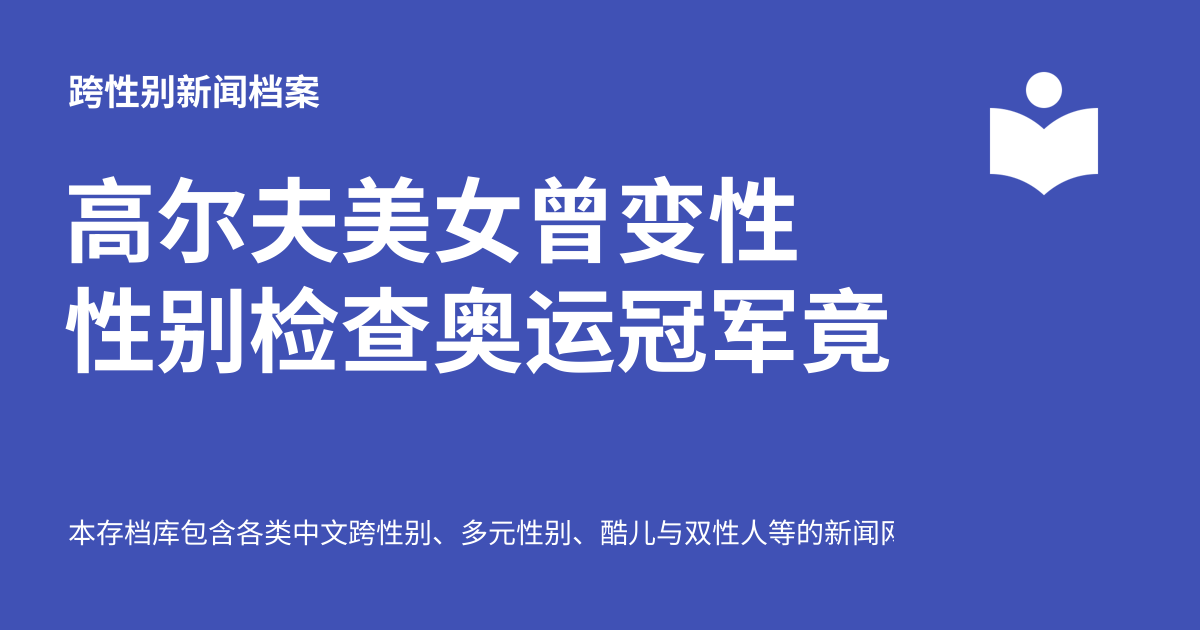 跨性别新闻档案
高尔夫美女曾变性
性别检查奥运冠军竟
本存档库包含各类中文跨性别、多元性别、酷儿与双性人等的新闻